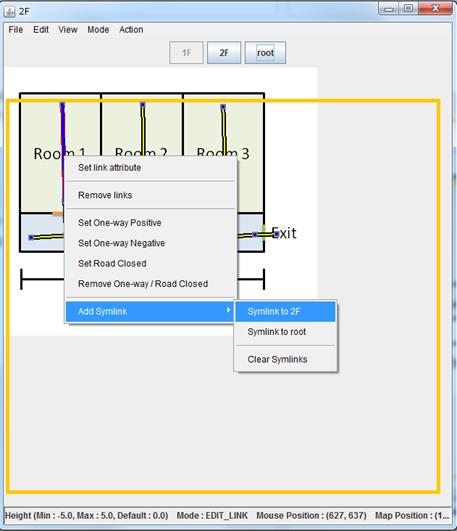 2F
File Edit View Mode Action
1F 2F root
Room 1 Room 2 Room 3
Exit
Set link attribute
Remove links
Set One-way Positive
Set One-way Negative
Set Road Closed
Remove One-way / Road Closed
Add Symlink
Symlink to 2F
Symlink to root
Clear Symlinks
Height (Min : -5.0, Max : 5.0, Default : 0.0) Mode : EDIT_LINK Mouse Position : (627, 637) Map Position : (1...